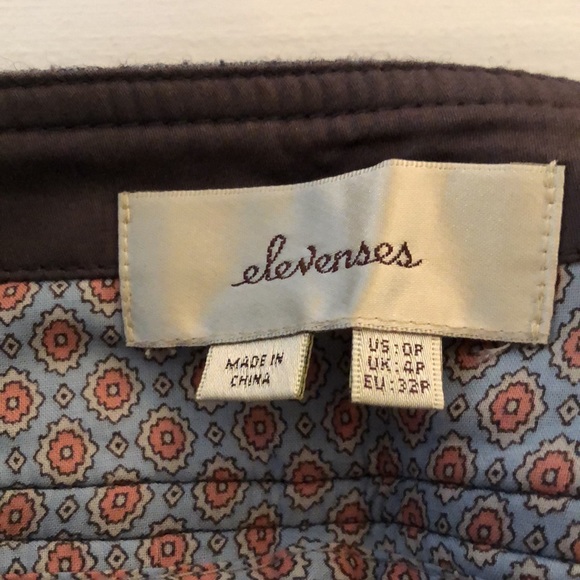 elevenses
MADE IN
CHINA
US:0P
UK:4P
EU:32P